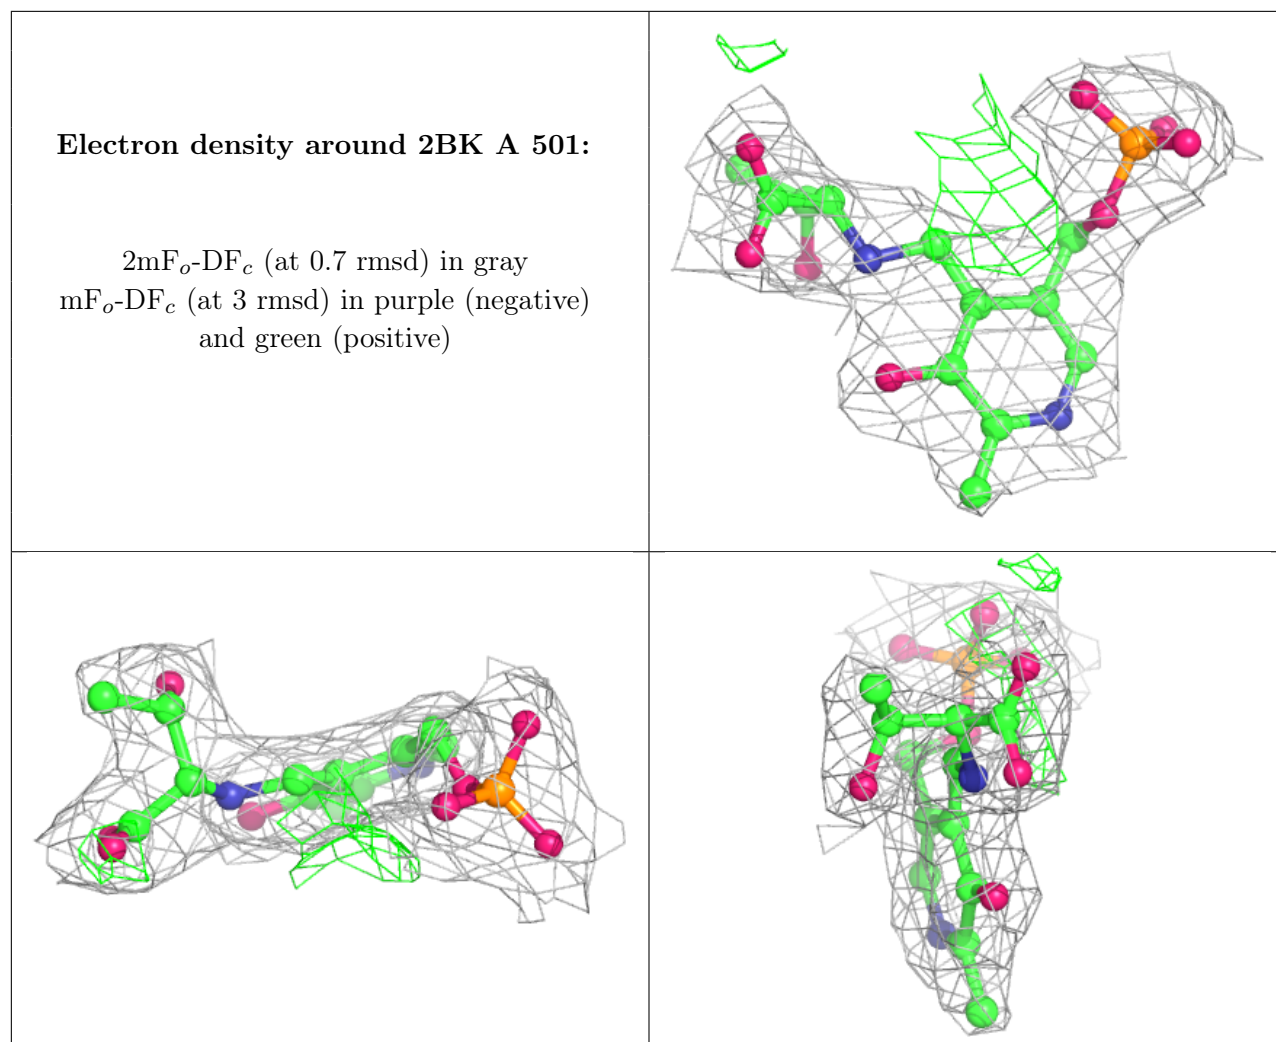 Electron density around 2BK A 501:
2mFo-DFc (at 0.7 rmsd) in gray
mFo-DFc (at 3 rmsd) in purple (negative)
and green (positive)